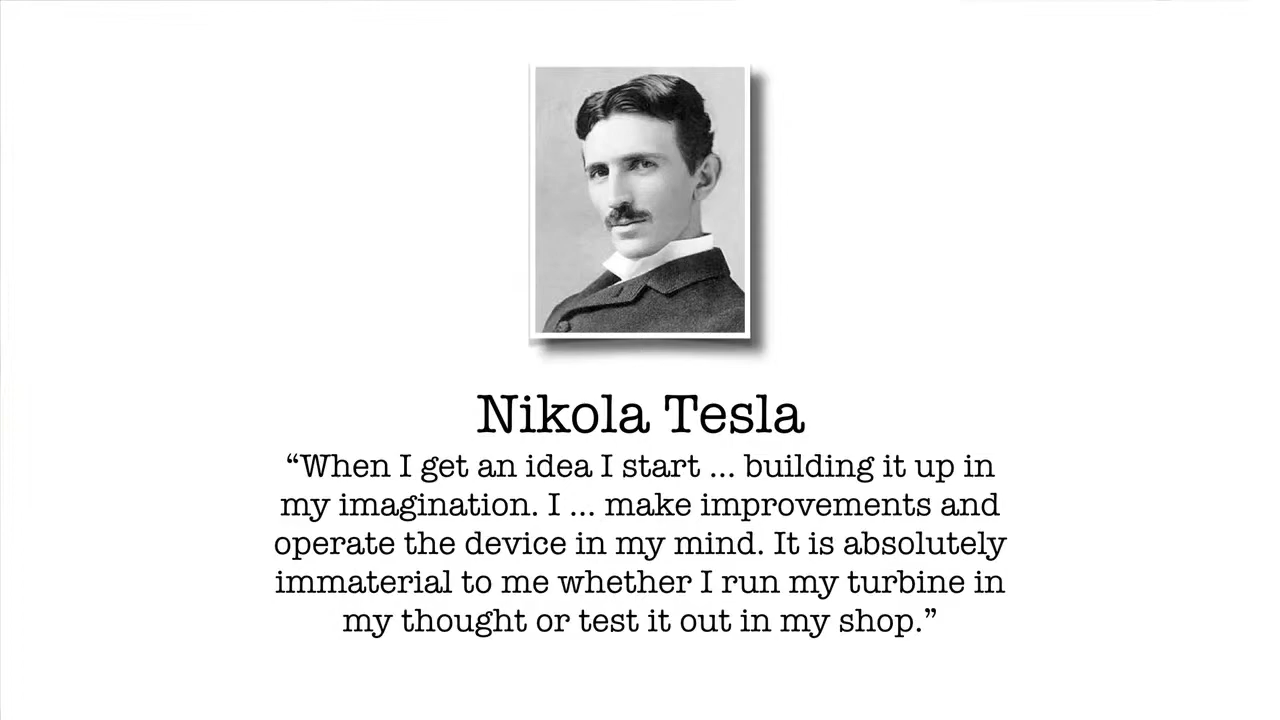 Nikola Tesla
“When I get an idea I start ... building it up in
my imagination. I ... make improvements and
operate the device in my mind. It is absolutely
immaterial to me whether I run my turbine in
my thought or test it out in my shop.”